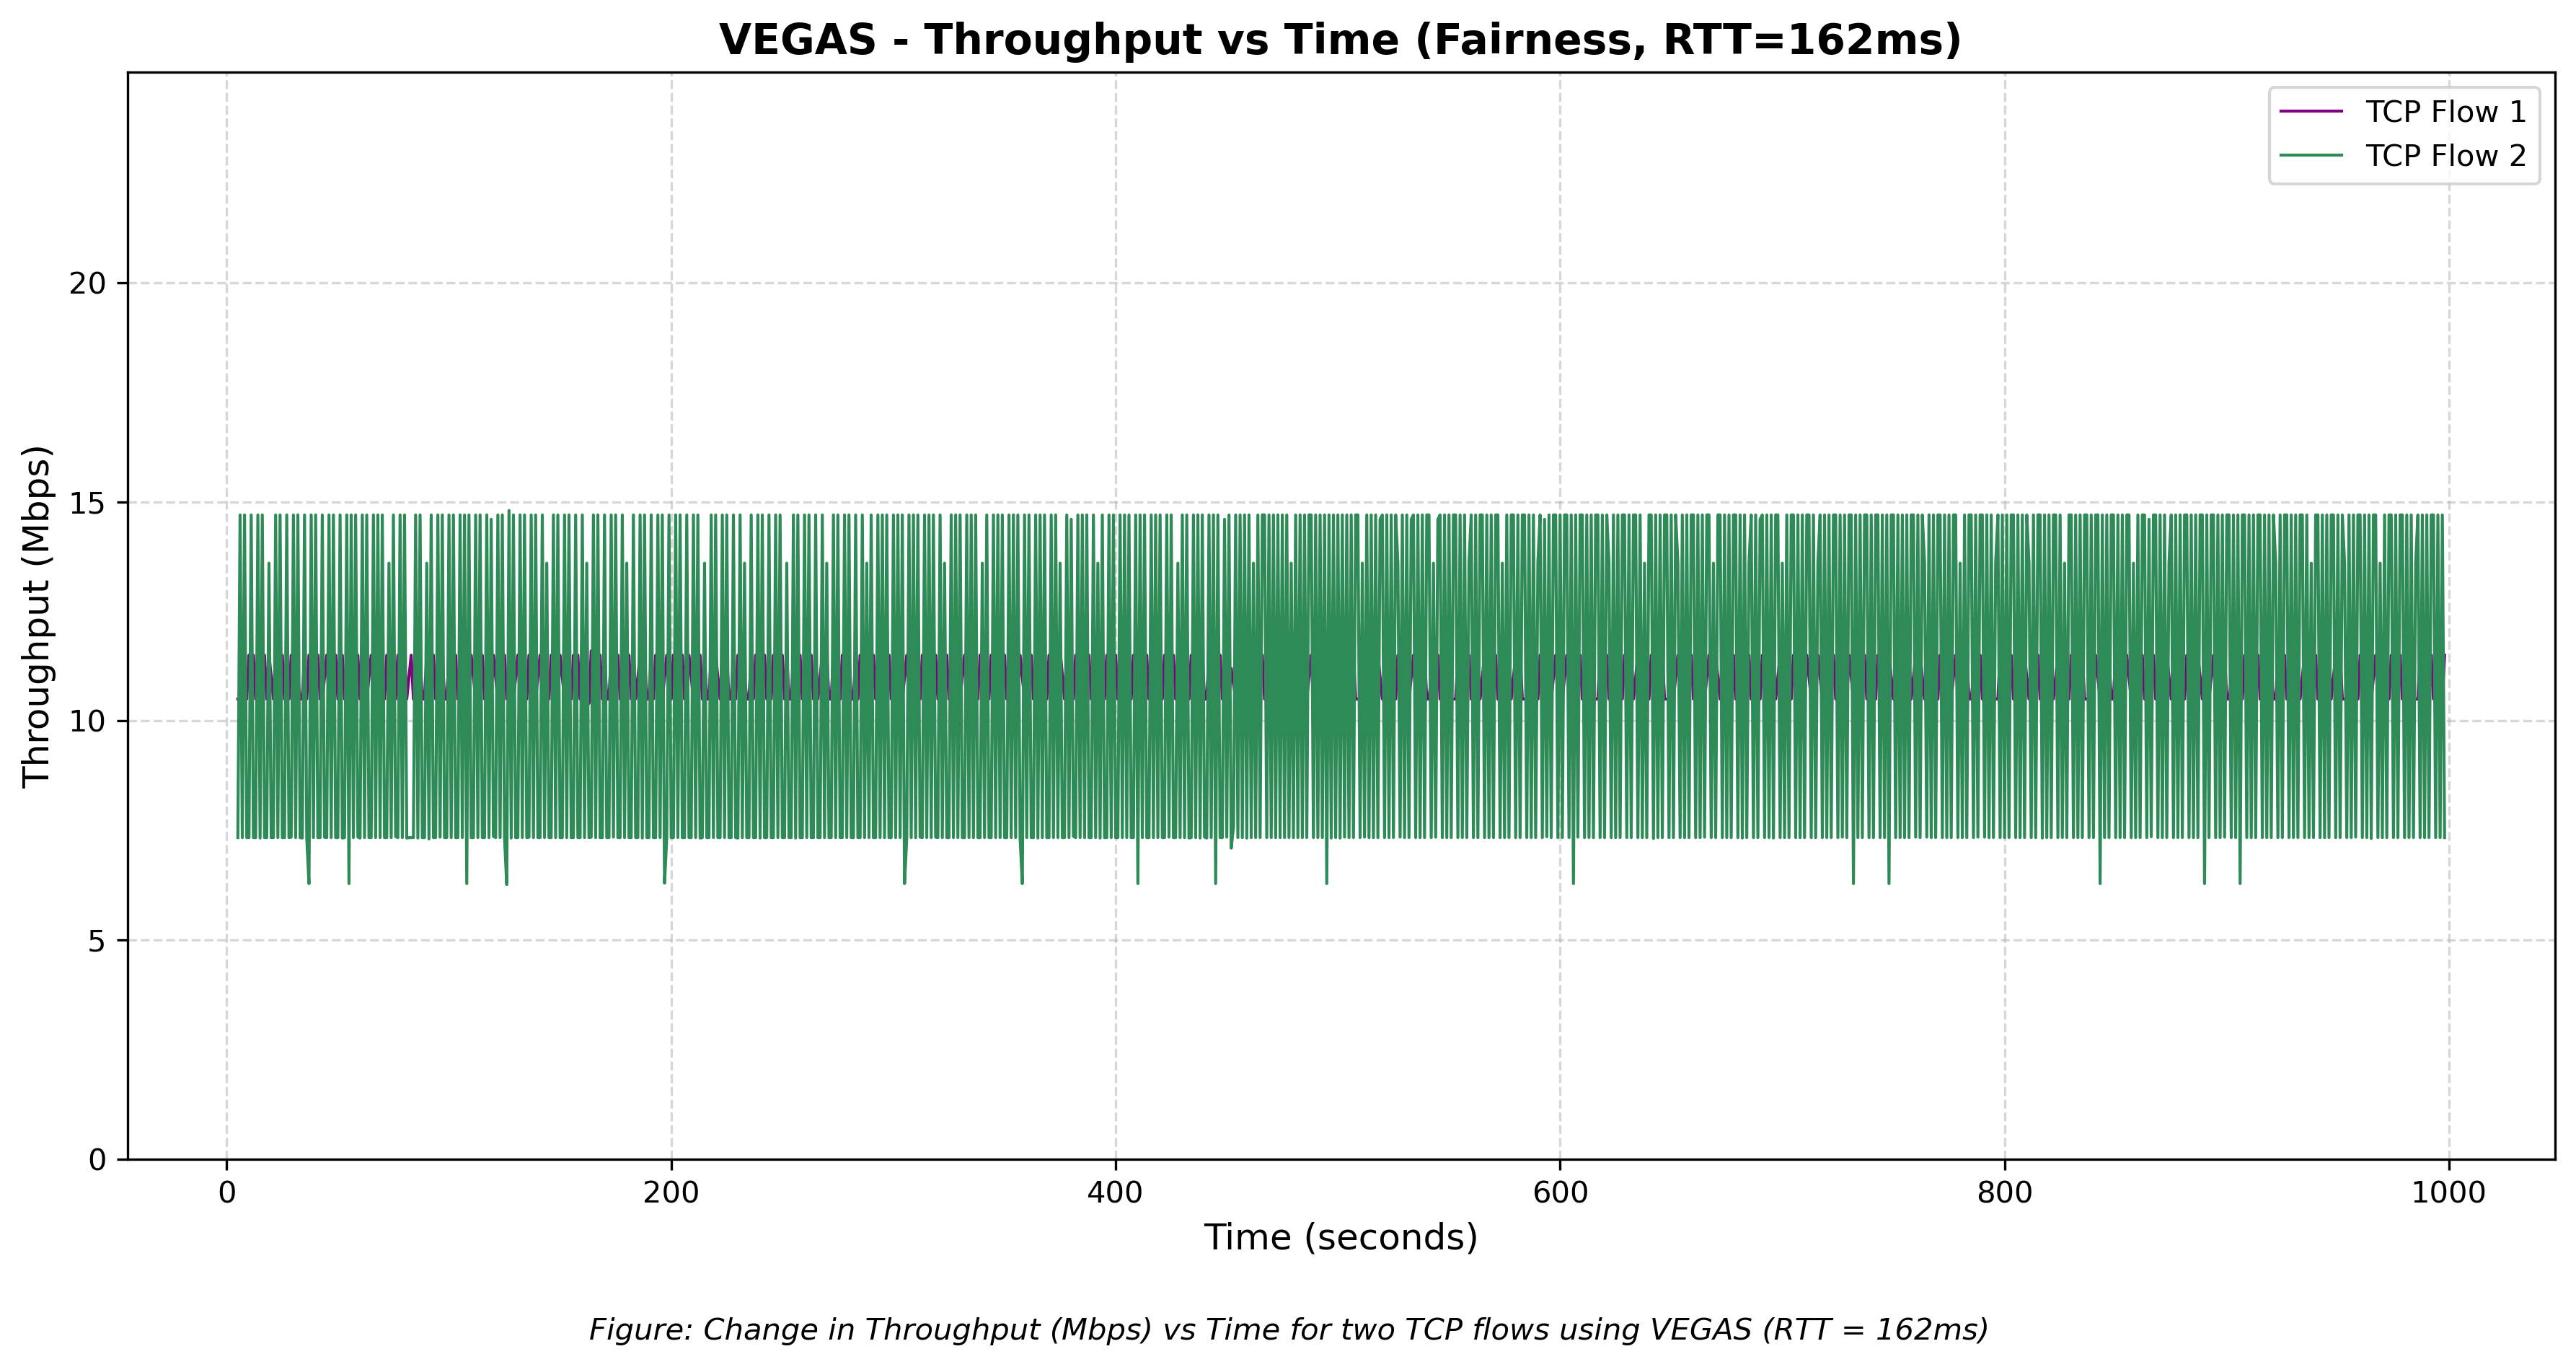 VEGAS - Throughput vs Time (Fairness, RTT=162ms)
TCP Flow 1
TCP Flow 2
Throughput (Mbps)
20
15
10
5
0
0 200 400 600 800 1000
Time (seconds)
Figure: Change in Throughput (Mbps) vs Time for two TCP flows using VEGAS (RTT = 162ms)